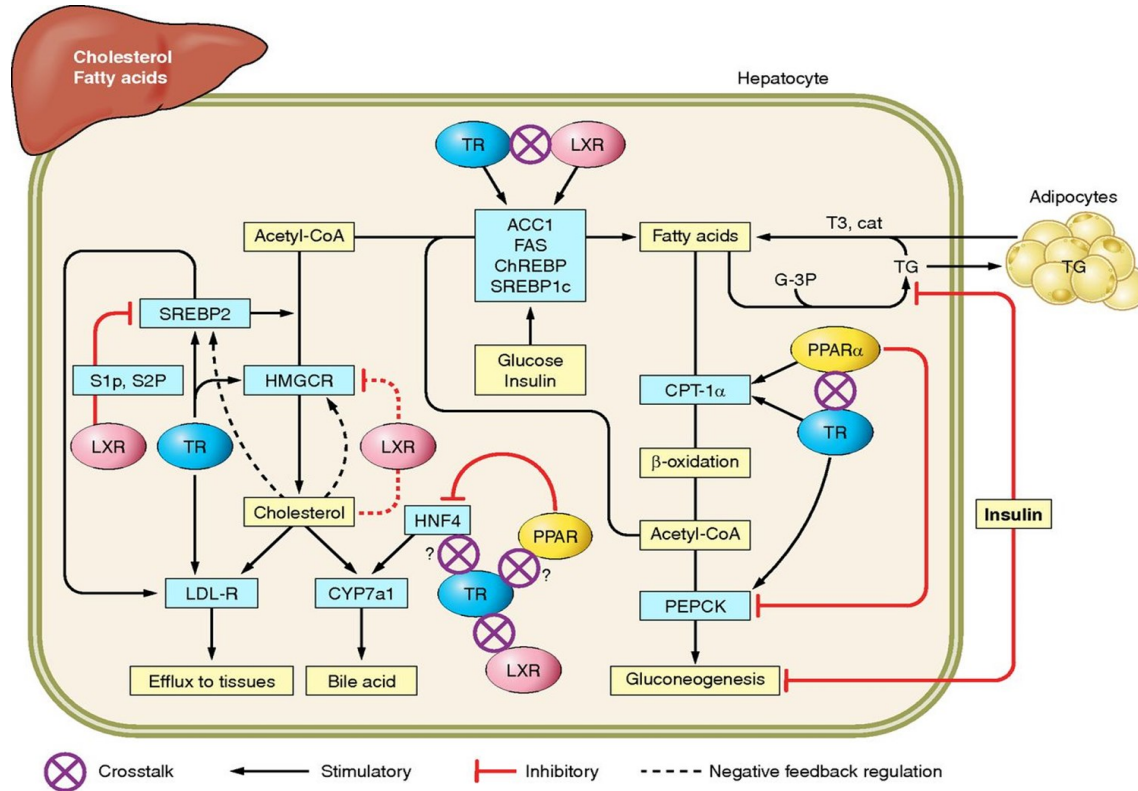 Cholesterol
Fatty acids
Hepatocyte
TR
LXR
Adipocytes
Acetyl-CoA
ACC1
FAS
ChREBP
SREBP1c
Fatty acids
T3, cat
TG
TG
G-3P
SREBP2
Glucose
Insulin
PPARα
S1p, S2P
HMGCR
CPT-1α
LXR
TR
LXR
TR
β-oxidation
Cholesterol
HNF4
PPAR
Insulin
Acetyl-CoA
?
?
LDL-R
CYP7a1
TR
PEPCK
LXR
Efflux to tissues
Bile acid
Gluconeogenesis
Crosstalk
Stimulatory
Inhibitory
Negative feedback regulation